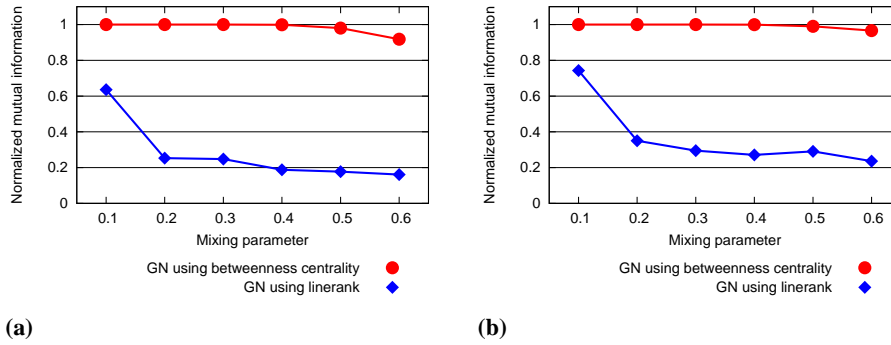 Normalized mutual information
1
0.8
0.6
0.4
0.2
0
0.1 0.2 0.3 0.4 0.5 0.6
Mixing parameter
GN using betweenness centrality
GN using linerank
(a)
Normalized mutual information
1
0.8
0.6
0.4
0.2
0
0.1 0.2 0.3 0.4 0.5 0.6
Mixing parameter
GN using betweenness centrality
GN using linerank
(b)